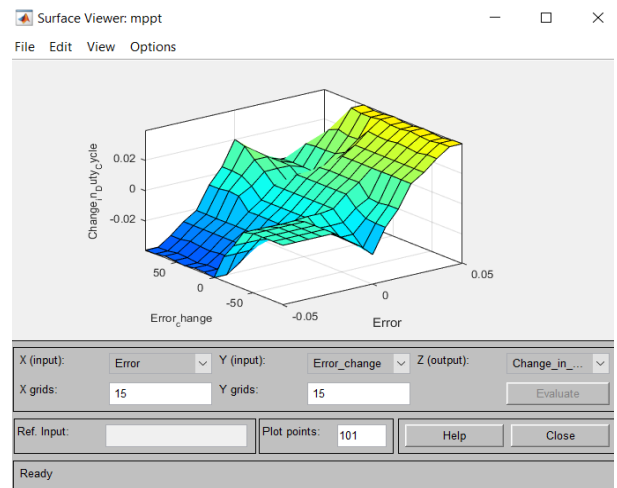 Surface Viewer: mppt
File Edit View Options
Change_in_Duty_Cycle
0.02
0
-0.02
50
0
-50
Error_change
-0.05
0
0.05
Error
X (input): Error Y (input): Error_change Z (output): Change_in_...
X grids: 15 Y grids: 15 Evaluate
Ref. Input: Plot points: 101 Help Close
Ready